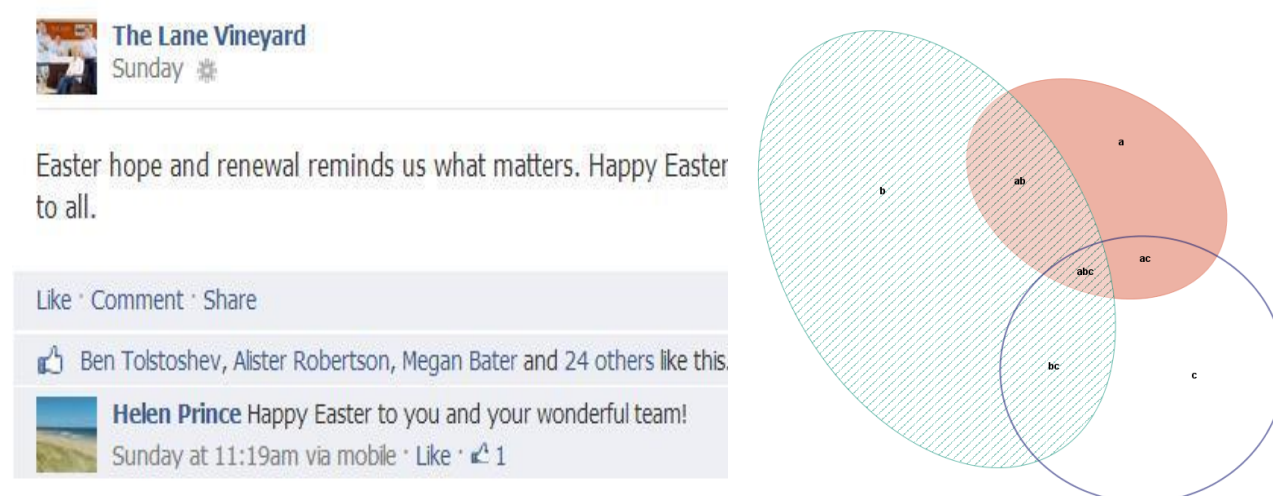 The Lane Vineyard
Sunday
Easter hope and renewal reminds us what matters. Happy Easter
to all.
Like · Comment · Share
Ben Tolstoshev, Alister Robertson, Megan Bater and 24 others like this.
Helen Prince Happy Easter to you and your wonderful team!
Sunday at 11:19am via mobile · Like · 1
a
ab
b
ac
abc
bc
c